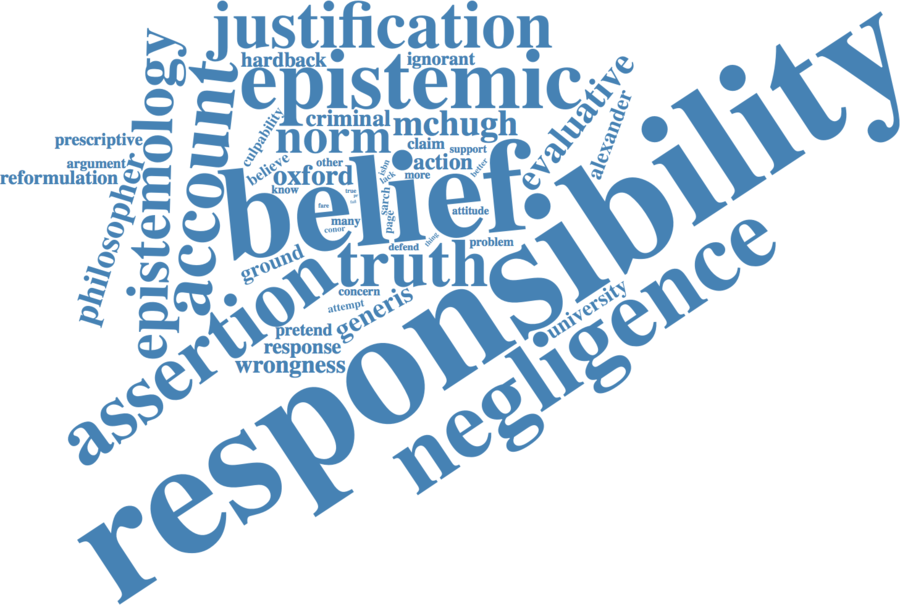 justification
hardback
ignorant
epistemic
epistemology
account
criminal
mchugh
norm
culpability
claim
support
evaluative
alexander
prescriptive
argument
reformulation
philosopher
believe
other
action
better
oxford
john
lack
more
know
true
belief
fare
sarch
page
many
conor
attitude
thing
defend
problem
ground
truth
responsibility
assertion
concern
attempt
generis
university
pretend
response
wrongness
negligence